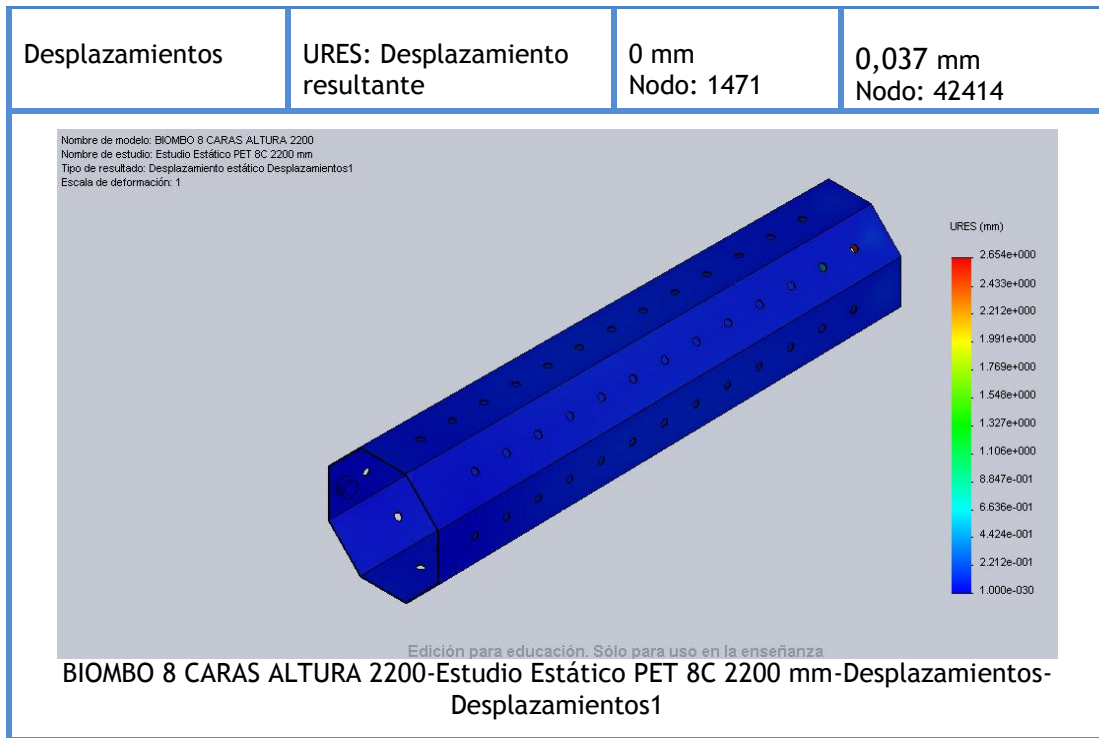 Desplazamientos
URES: Desplazamiento
resultante
0 mm
Nodo: 1471
0,037 mm
Nodo: 42414
Nombre de modelo: BIOMBO 8 CARAS ALTURA 2200
Nombre de estudio: Estudio Estático PET 8C 2200 mm
Tipo de resultado: Desplazamiento estático Desplazamientos1
Escala de deformación: 1
URES (mm)
2.654e+000
2.433e+000
2.212e+000
1.991e+000
1.769e+000
1.548e+000
1.327e+000
1.106e+000
8.847e-001
6.636e-001
4.424e-001
2.212e-001
1.000e-030
Edición para educación. Sólo para uso en la enseñanza
BIOMBO 8 CARAS ALTURA 2200-Estudio Estático PET 8C 2200 mm-Desplazamientos-
Desplazamientos1